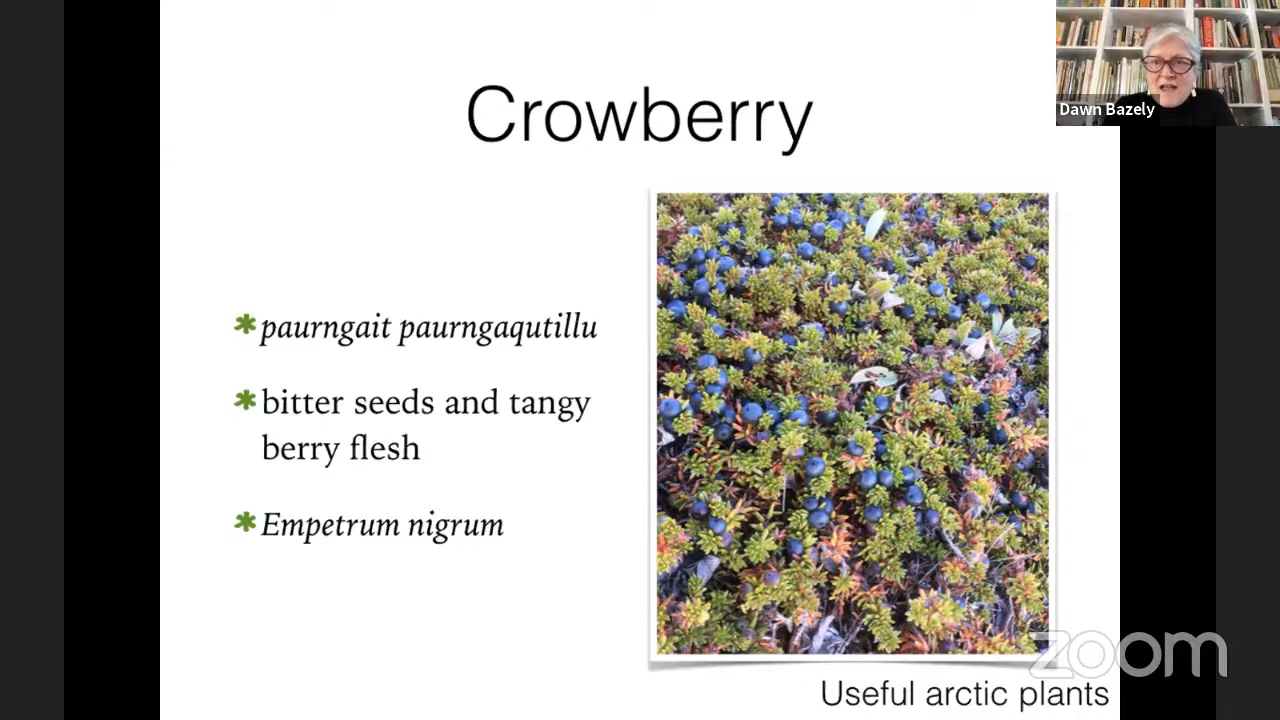 Crowberry
Dawn Bazely
* paurngait paurngaqutillu
* bitter seeds and tangy
berry flesh
* Empetrum nigrum
zoom
Useful arctic plants